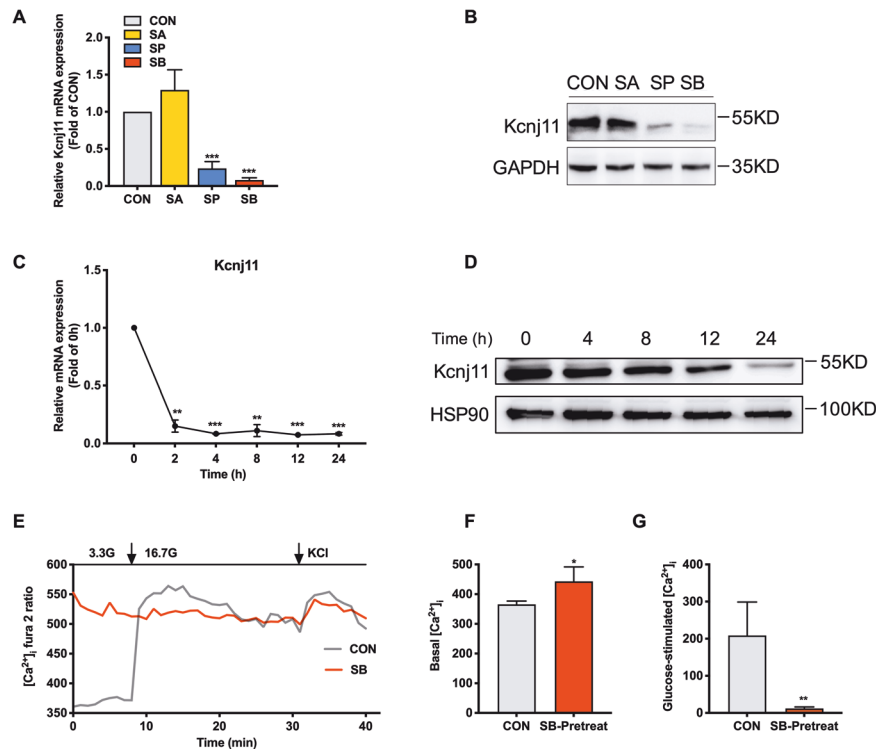 A
CON
SA
SP
SB
Relative Kcnj11 mRNA expression
(Fold of CON)
2.0
1.5
1.0
0.5
0.0
***
***
CON SA SP SB
B
CON SA SP SB
Kcnj11
55KD
GAPDH
35KD
C
Kcnj11
Relative mRNA expression
(Fold of 0h)
1.5
1.0
0.5
0.0
** *** ** *** ***
0 2 4 8 12 24
Time (h)
D
Time (h) 0 4 8 12 24
Kcnj11
55KD
HSP90
100KD
E
3.3G 16.7G KCl
[Ca²⁺]i fura 2 ratio
600
550
500
450
400
350
CON
SB
0 10 20 30 40
Time (min)
F
Basal [Ca²⁺]i
500
400
300
200
100
0
*
CON SB-Pretreat
G
Glucose-stimulated [Ca²⁺]i
400
300
200
100
0
**
CON SB-Pretreat